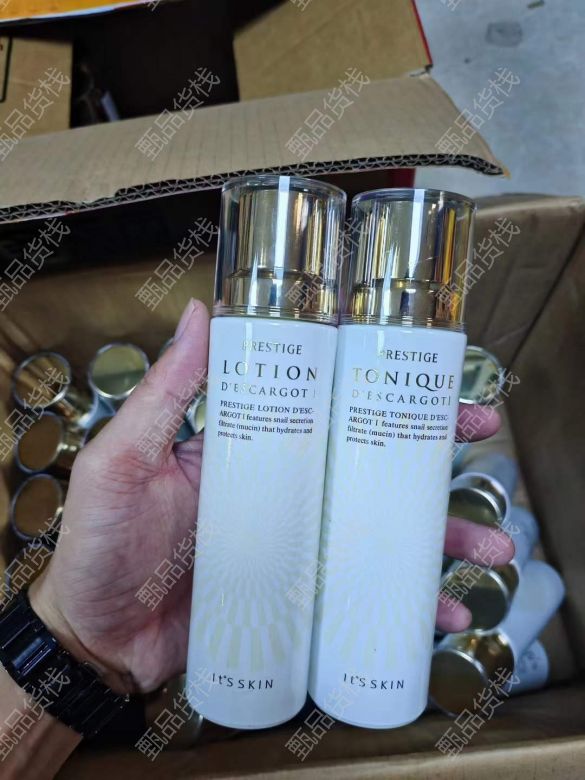 PRESTIGE
LOTION
D'ESCARGOT I
PRESTIGE LOTION D'ESC-
ARGOT I features snail secretion
filtrate (mucin) that hydrates and
protects skin.
It'S SKIN
PRESTIGE
TONIQUE
D'ESCARGOT I
PRESTIGE TONIQUE D'ESC-
ARGOT I features snail secretion
filtrate (mucin) that hydrates and
protects skin.
It'S SKIN
甄品货栈